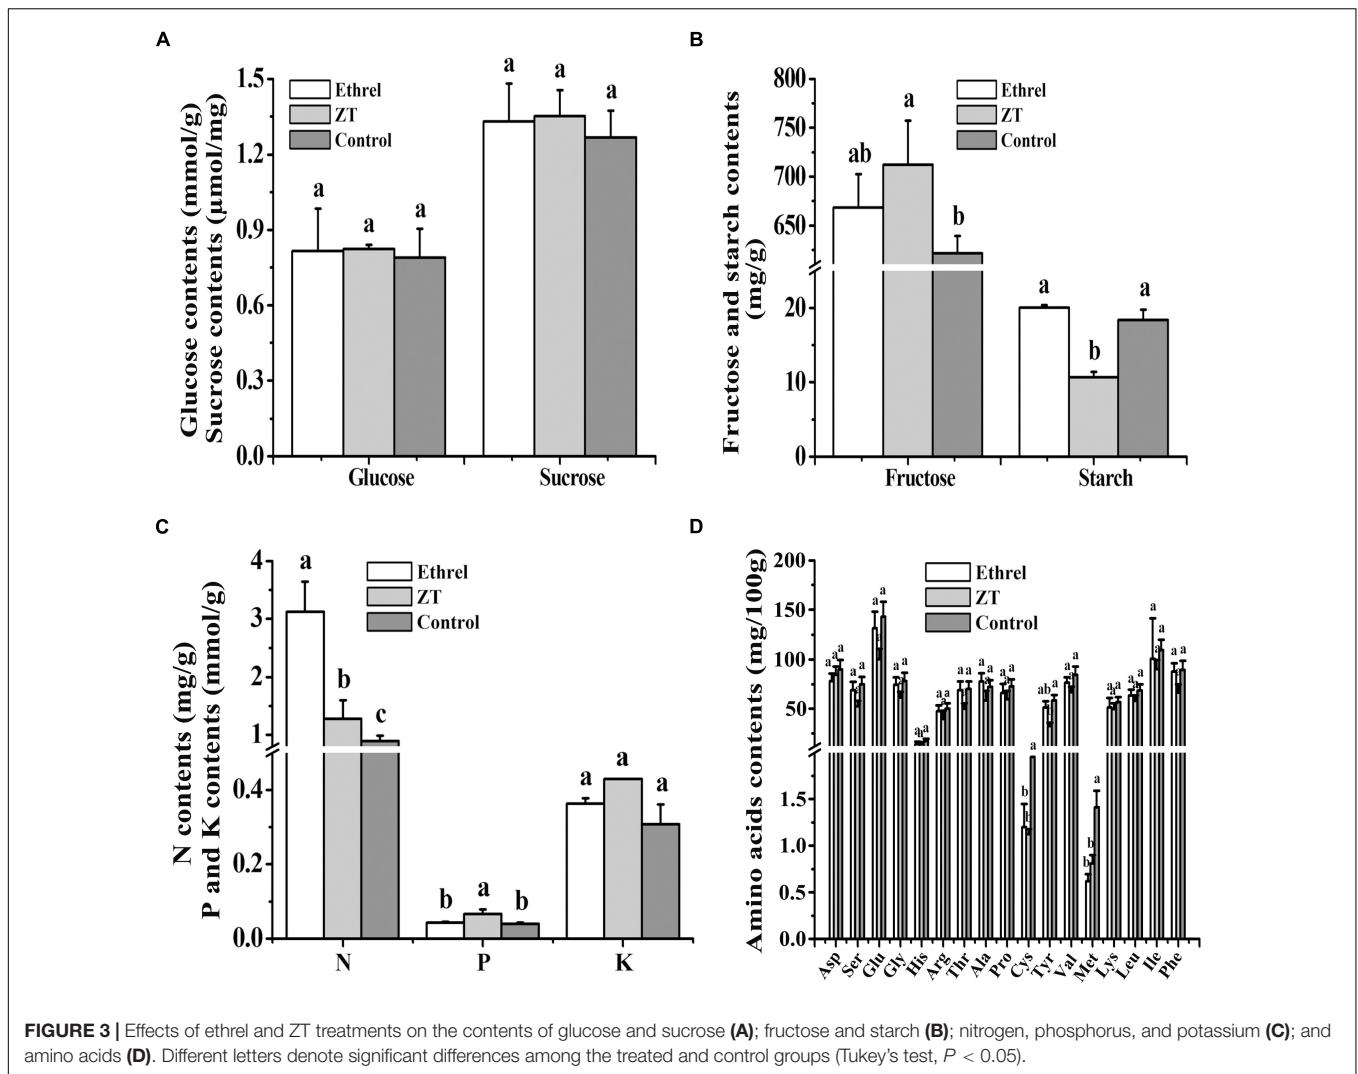 A
Glucose contents (mmol/g)
Sucrose contents (μmol/mg)
1.5
1.2
0.9
0.6
0.3
0.0
Ethrel
ZT
Control
a
a
a
a
a
a
Glucose
Sucrose
B
Fructose and starch contents
(mg/g)
800
750
700
650
20
10
0
Ethrel
ZT
Control
ab
a
b
a
b
a
Fructose
Starch
C
N contents (mg/g)
P and K contents (mmol/g)
4
3
2
1
0.4
0.2
0.0
Ethrel
ZT
Control
a
b
c
b
a
b
a
a
a
N
P
K
D
Amino acids contents (mg/100g)
200
150
100
50
1.5
1.0
0.5
0.0
Ethrel
ZT
Control
Asp
Ser
Glu
Gly
His
Arg
Thr
Ala
Pro
Cys
Tyr
Val
Met
Lys
Leu
Ile
Phe
FIGURE 3 | Effects of ethrel and ZT treatments on the contents of glucose and sucrose (A); fructose and starch (B); nitrogen, phosphorus, and potassium (C); and
amino acids (D). Different letters denote significant differences among the treated and control groups (Tukey's test, P < 0.05).